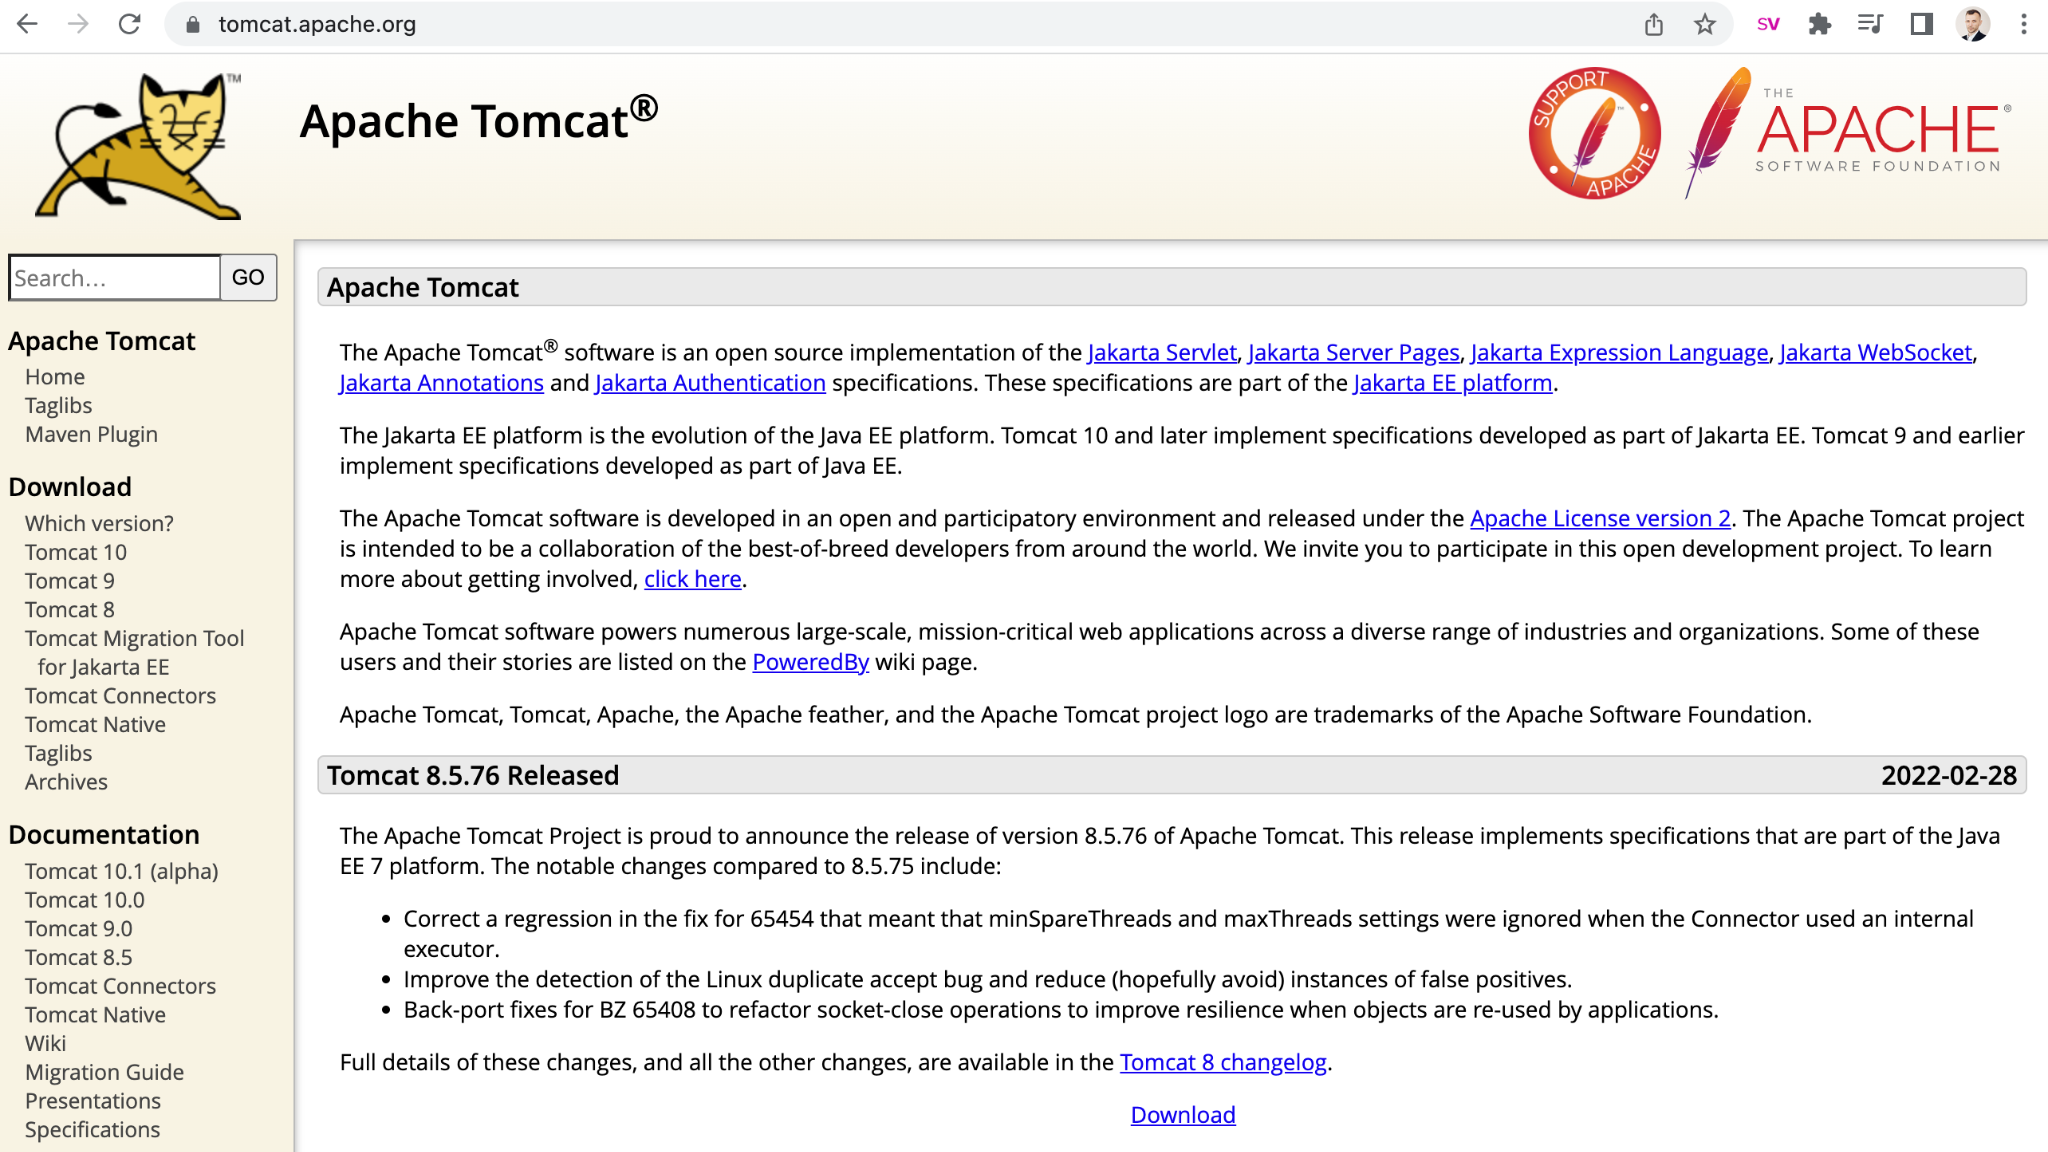 tomcat.apache.org
SV
TM
Apache Tomcat®
SUPPORT
APACHE
THE
APACHE®
SOFTWARE FOUNDATION
Search…
GO
Apache Tomcat
Home
Taglibs
Maven Plugin
Download
Which version?
Tomcat 10
Tomcat 9
Tomcat 8
Tomcat Migration Tool
for Jakarta EE
Tomcat Connectors
Tomcat Native
Taglibs
Archives
Documentation
Tomcat 10.1 (alpha)
Tomcat 10.0
Tomcat 9.0
Tomcat 8.5
Tomcat Connectors
Tomcat Native
Wiki
Migration Guide
Presentations
Specifications
Apache Tomcat
The Apache Tomcat® software is an open source implementation of the Jakarta Servlet, Jakarta Server Pages, Jakarta Expression Language, Jakarta WebSocket,
Jakarta Annotations and Jakarta Authentication specifications. These specifications are part of the Jakarta EE platform.
The Jakarta EE platform is the evolution of the Java EE platform. Tomcat 10 and later implement specifications developed as part of Jakarta EE. Tomcat 9 and earlier
implement specifications developed as part of Java EE.
The Apache Tomcat software is developed in an open and participatory environment and released under the Apache License version 2. The Apache Tomcat project
is intended to be a collaboration of the best-of-breed developers from around the world. We invite you to participate in this open development project. To learn
more about getting involved, click here.
Apache Tomcat software powers numerous large-scale, mission-critical web applications across a diverse range of industries and organizations. Some of these
users and their stories are listed on the PoweredBy wiki page.
Apache Tomcat, Tomcat, Apache, the Apache feather, and the Apache Tomcat project logo are trademarks of the Apache Software Foundation.
Tomcat 8.5.76 Released 2022-02-28
The Apache Tomcat Project is proud to announce the release of version 8.5.76 of Apache Tomcat. This release implements specifications that are part of the Java
EE 7 platform. The notable changes compared to 8.5.75 include:
• Correct a regression in the fix for 65454 that meant that minSpareThreads and maxThreads settings were ignored when the Connector used an internal
executor.
• Improve the detection of the Linux duplicate accept bug and reduce (hopefully avoid) instances of false positives.
• Back-port fixes for BZ 65408 to refactor socket-close operations to improve resilience when objects are re-used by applications.
Full details of these changes, and all the other changes, are available in the Tomcat 8 changelog.
Download